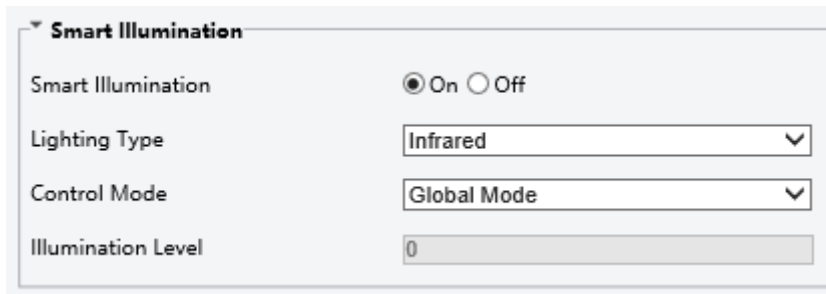 Smart Illumination
Smart Illumination On Off
Lighting Type Infrared
Control Mode Global Mode
Illumination Level 0